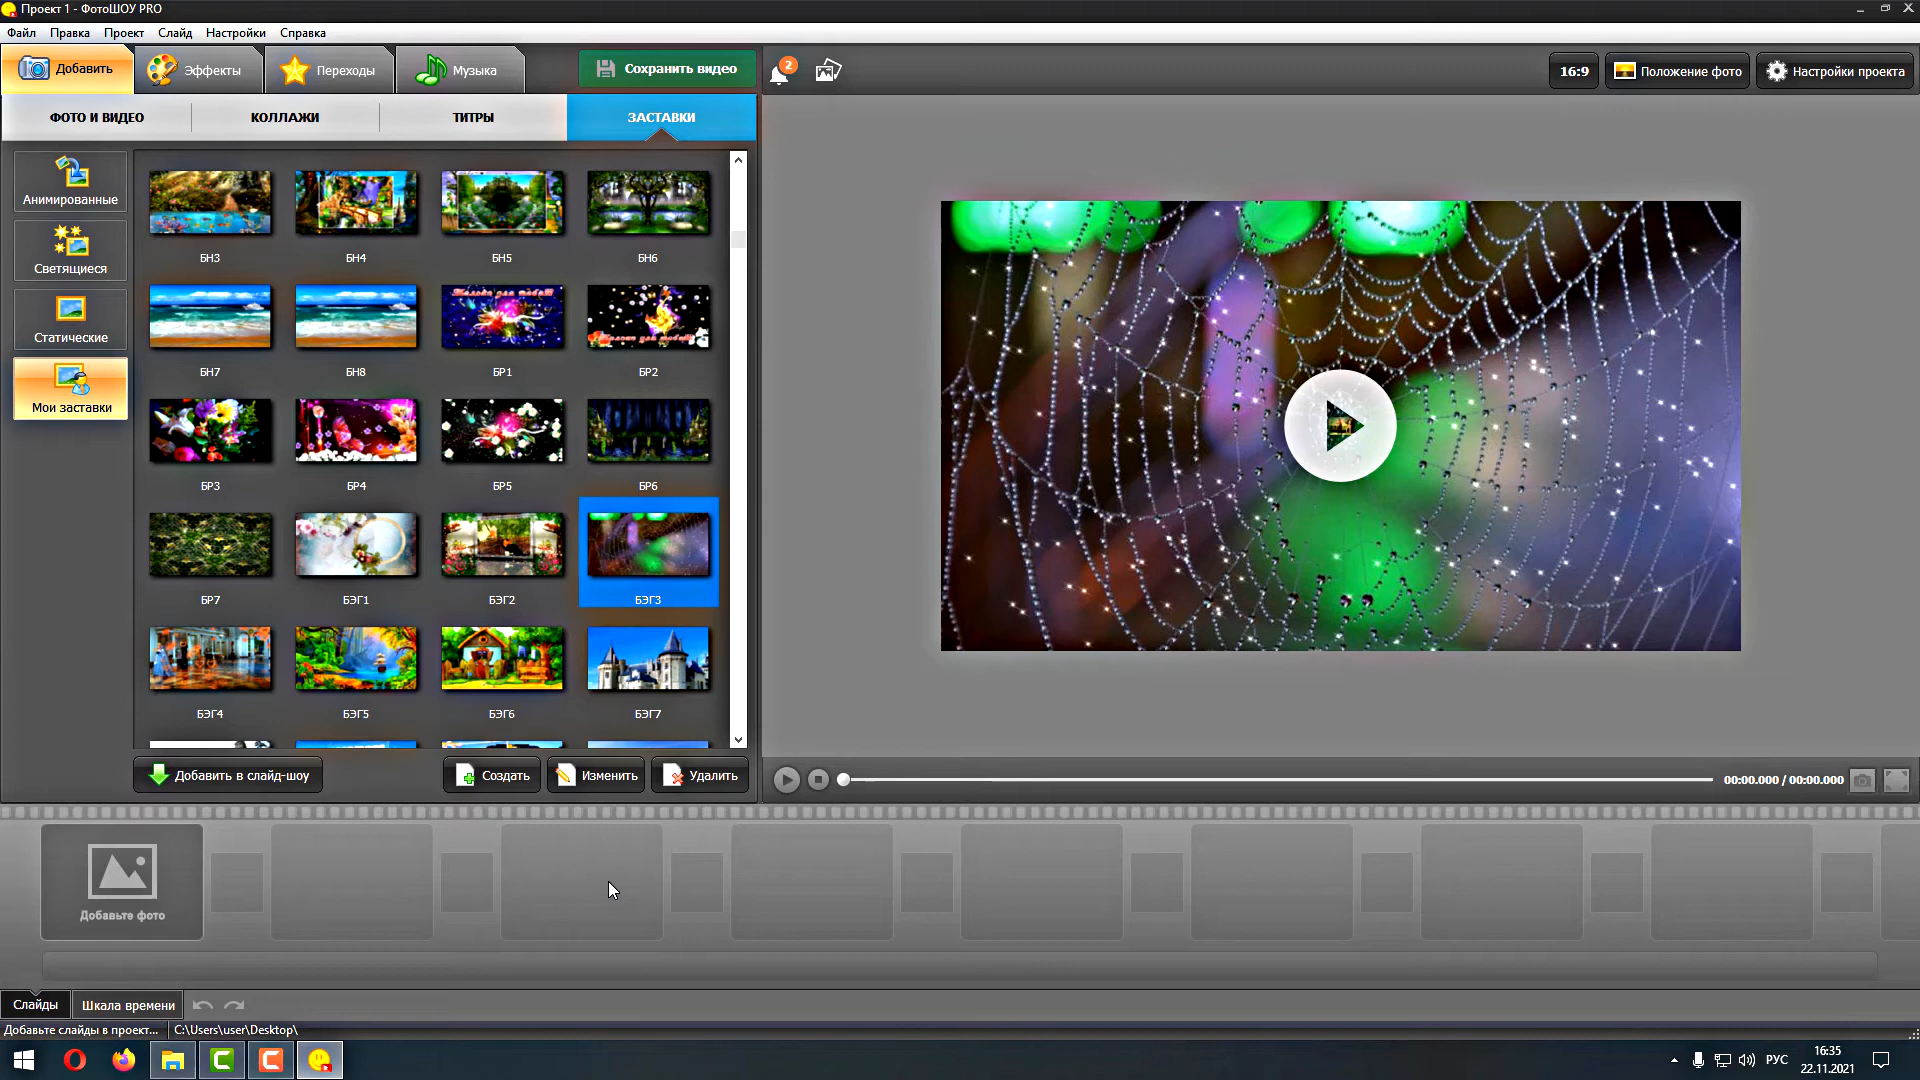 Проект 1 - ФотоШОУ PRO
Файл Правка Проект Слайд Настройки Справка
Добавить Эффекты Переходы Музыка Сохранить видео 2 16:9 Положение фото Настройки проекта
ФОТО И ВИДЕО КОЛЛАЖИ ТИТРЫ ЗАСТАВКИ
Анимированные
Светящиеся
Статические
Мои заставки
БН3 БН4 БН5 БН6
БН7 БН8 БР1 БР2
БР3 БР4 БР5 БР6
БР7 БЭГ1 БЭГ2 БЭГ3
БЭГ4 БЭГ5 БЭГ6 БЭГ7
Добавить в слайд-шоу Создать Изменить Удалить
00:00.000 / 00:00.000
Добавьте фото
Слайды Шкала времени
Добавьте слайды в проект... C:\Users\user\Desktop\
РУС
16:35
22.11.2021